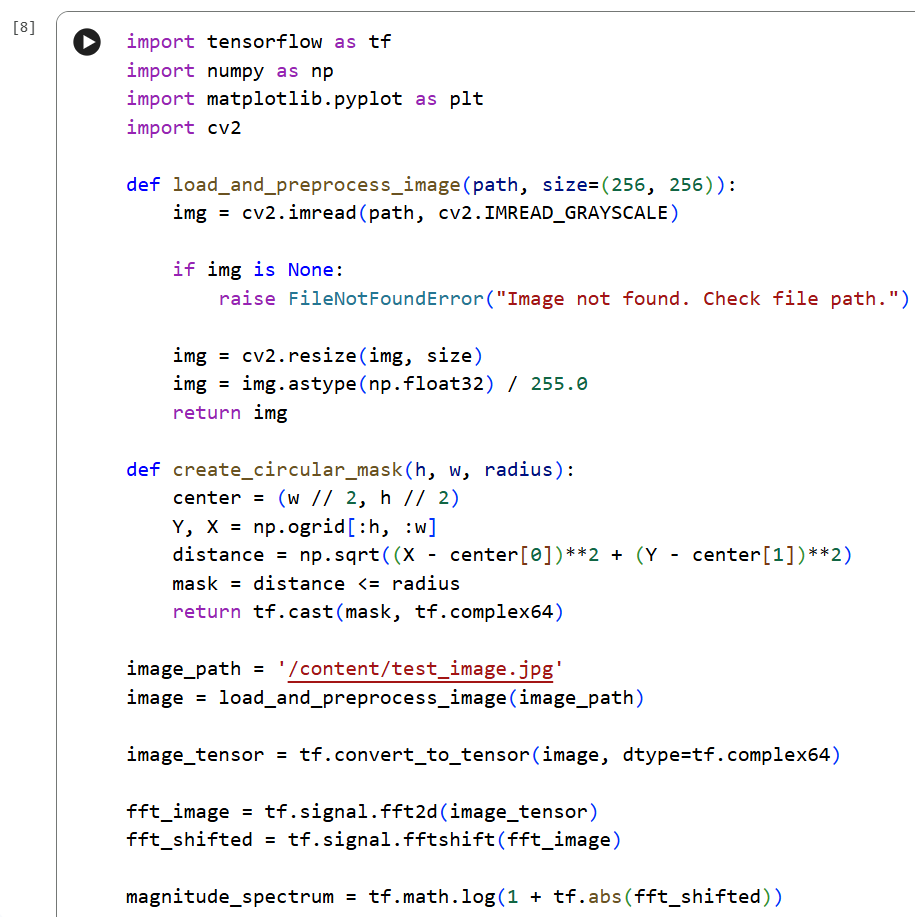 [8]
import tensorflow as tf
import numpy as np
import matplotlib.pyplot as plt
import cv2
def load_and_preprocess_image(path, size=(256, 256)):
    img = cv2.imread(path, cv2.IMREAD_GRAYSCALE)
    if img is None:
        raise FileNotFoundError("Image not found. Check file path.")
    img = cv2.resize(img, size)
    img = img.astype(np.float32) / 255.0
    return img
def create_circular_mask(h, w, radius):
    center = (w // 2, h // 2)
    Y, X = np.ogrid[:h, :w]
    distance = np.sqrt((X - center[0])**2 + (Y - center[1])**2)
    mask = distance <= radius
    return tf.cast(mask, tf.complex64)
image_path = '/content/test_image.jpg'
image = load_and_preprocess_image(image_path)
image_tensor = tf.convert_to_tensor(image, dtype=tf.complex64)
fft_image = tf.signal.fft2d(image_tensor)
fft_shifted = tf.signal.fftshift(fft_image)
magnitude_spectrum = tf.math.log(1 + tf.abs(fft_shifted))